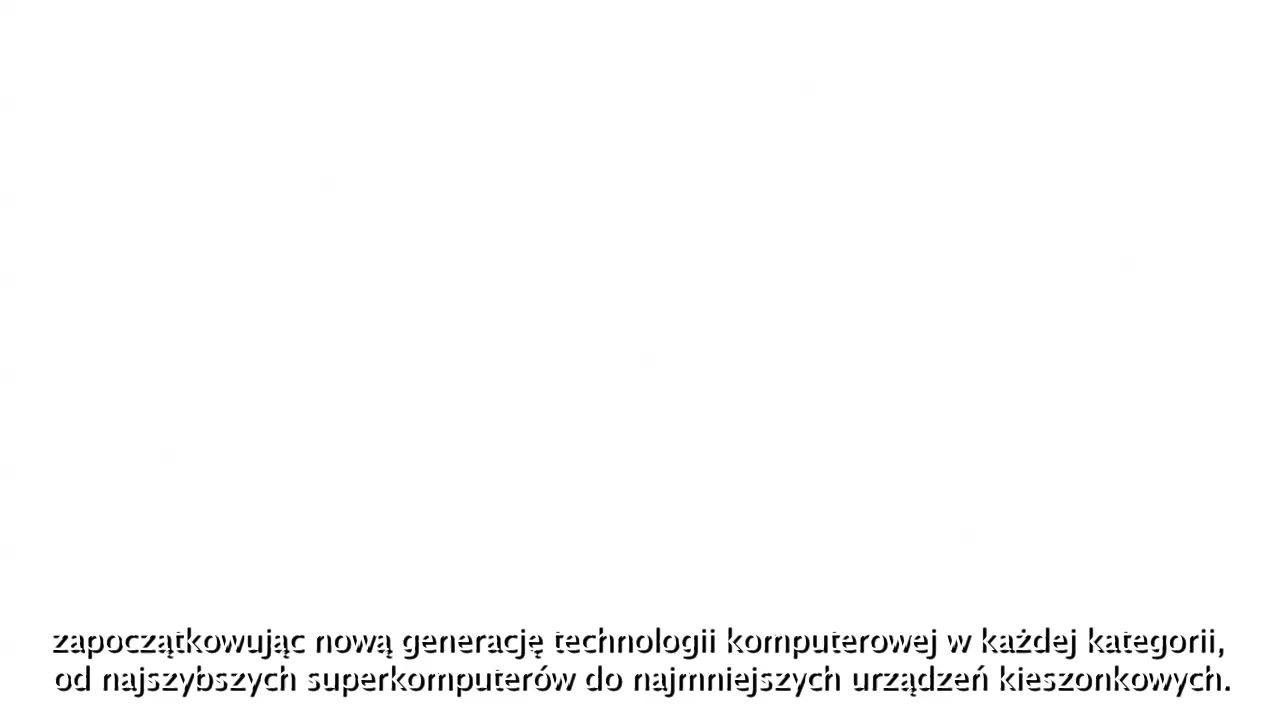 zapoczątkowując nową generację technologii komputerowej w każdej kategorii,
od najszybszych superkomputerów do najmniejszych urządzeń kieszonkowych.